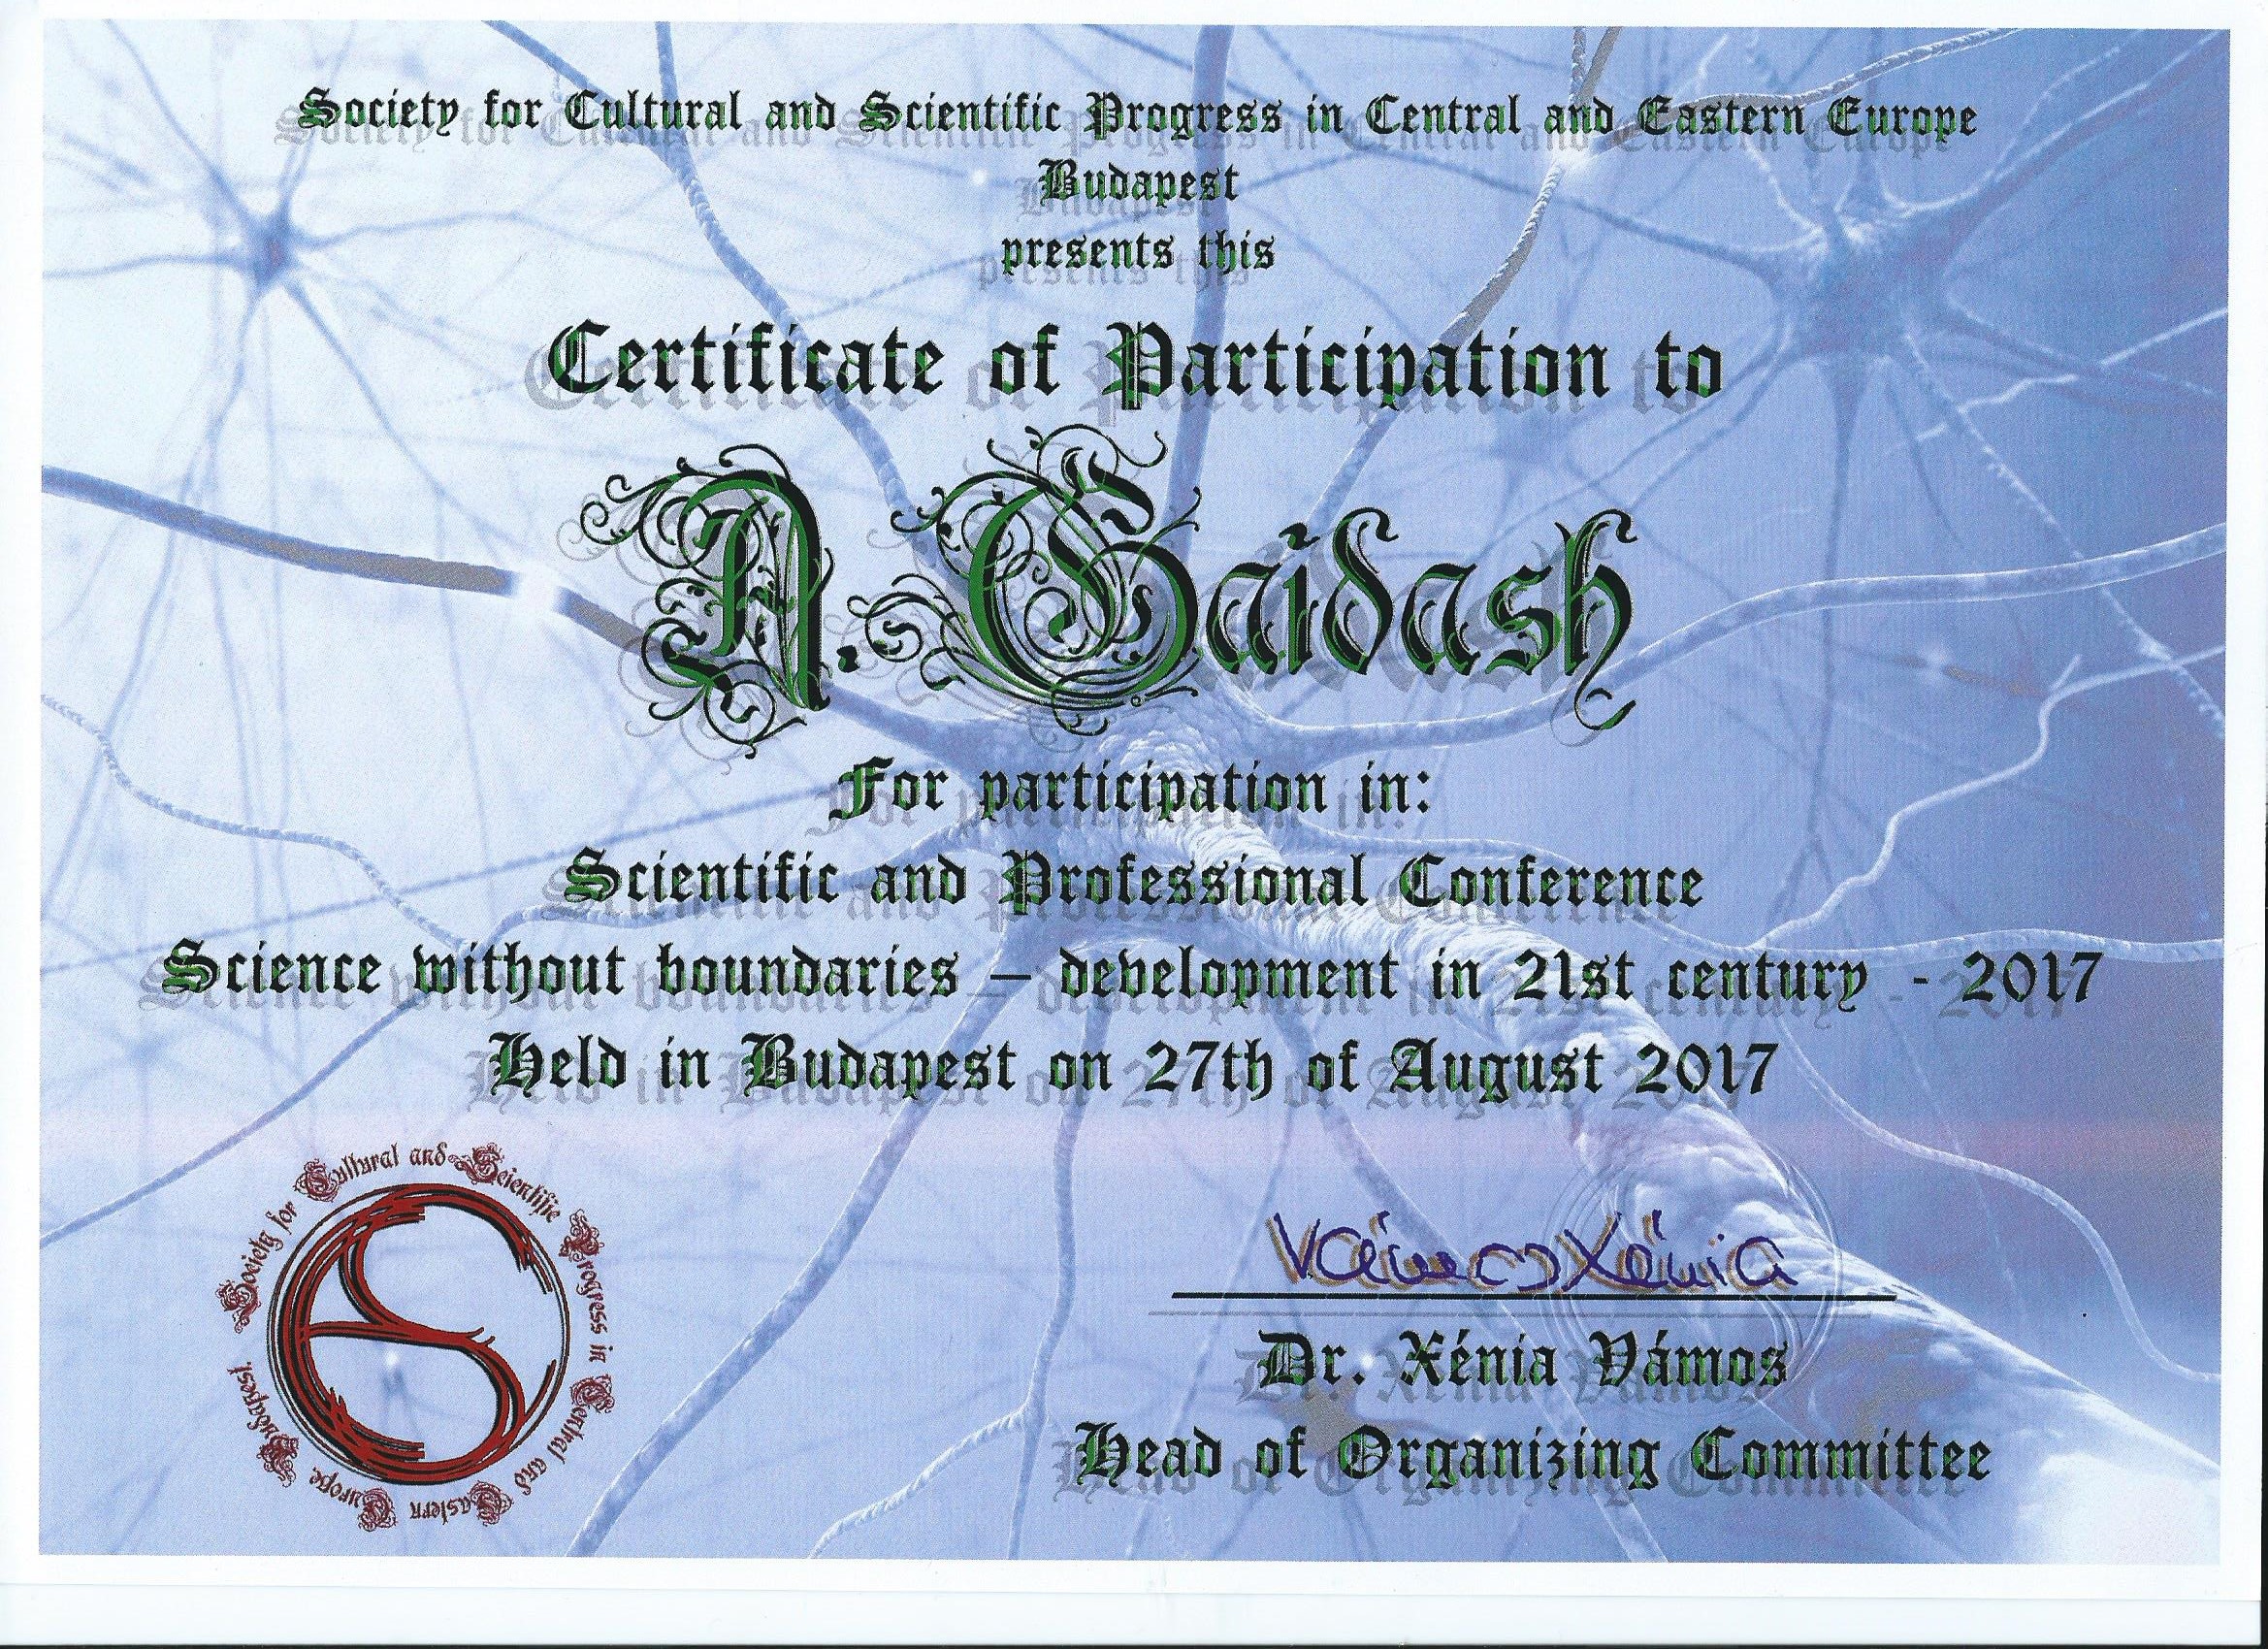 Society for Cultural and Scientific Progress in Central and Eastern Europe
Budapest
presents this
Certificate of Participation to
A. Gaidash
For participation in:
Scientific and Professional Conference
Science without boundaries – development in 21st century - 2017
Held in Budapest on 27th of August 2017
Society for Cultural and Scientific Progress in Central and Eastern Europe, Budapest.
Vámos Xénia
Dr. Xénia Vámos
Head of Organizing Committee